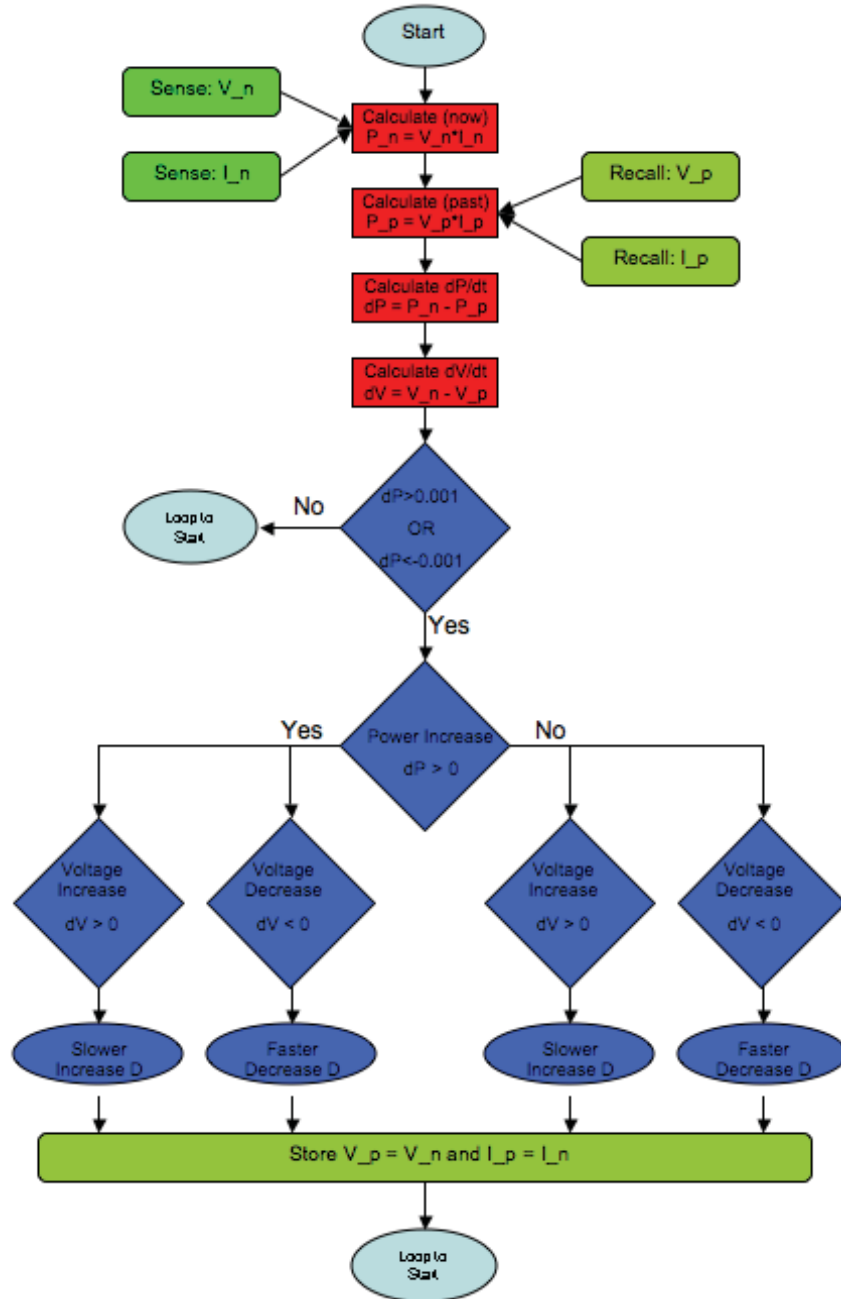 Start
Sense: V_n
Calculate (now)
P_n = V_n*I_n
Sense: I_n
Recall: V_p
Calculate (past)
P_p = V_p*I_p
Recall: I_p
Calculate dP/dt
dP = P_n - P_p
Calculate dV/dt
dV = V_n - V_p
dP>0.001
OR
dP<-0.001
No
Loop to
Start
Yes
Power Increase
dP > 0
Yes
No
Voltage
Increase
dV > 0
Voltage
Decrease
dV < 0
Voltage
Increase
dV > 0
Voltage
Decrease
dV < 0
Slower
Increase D
Faster
Decrease D
Slower
Increase D
Faster
Decrease D
Store V_p = V_n and I_p = I_n
Loop to
Start